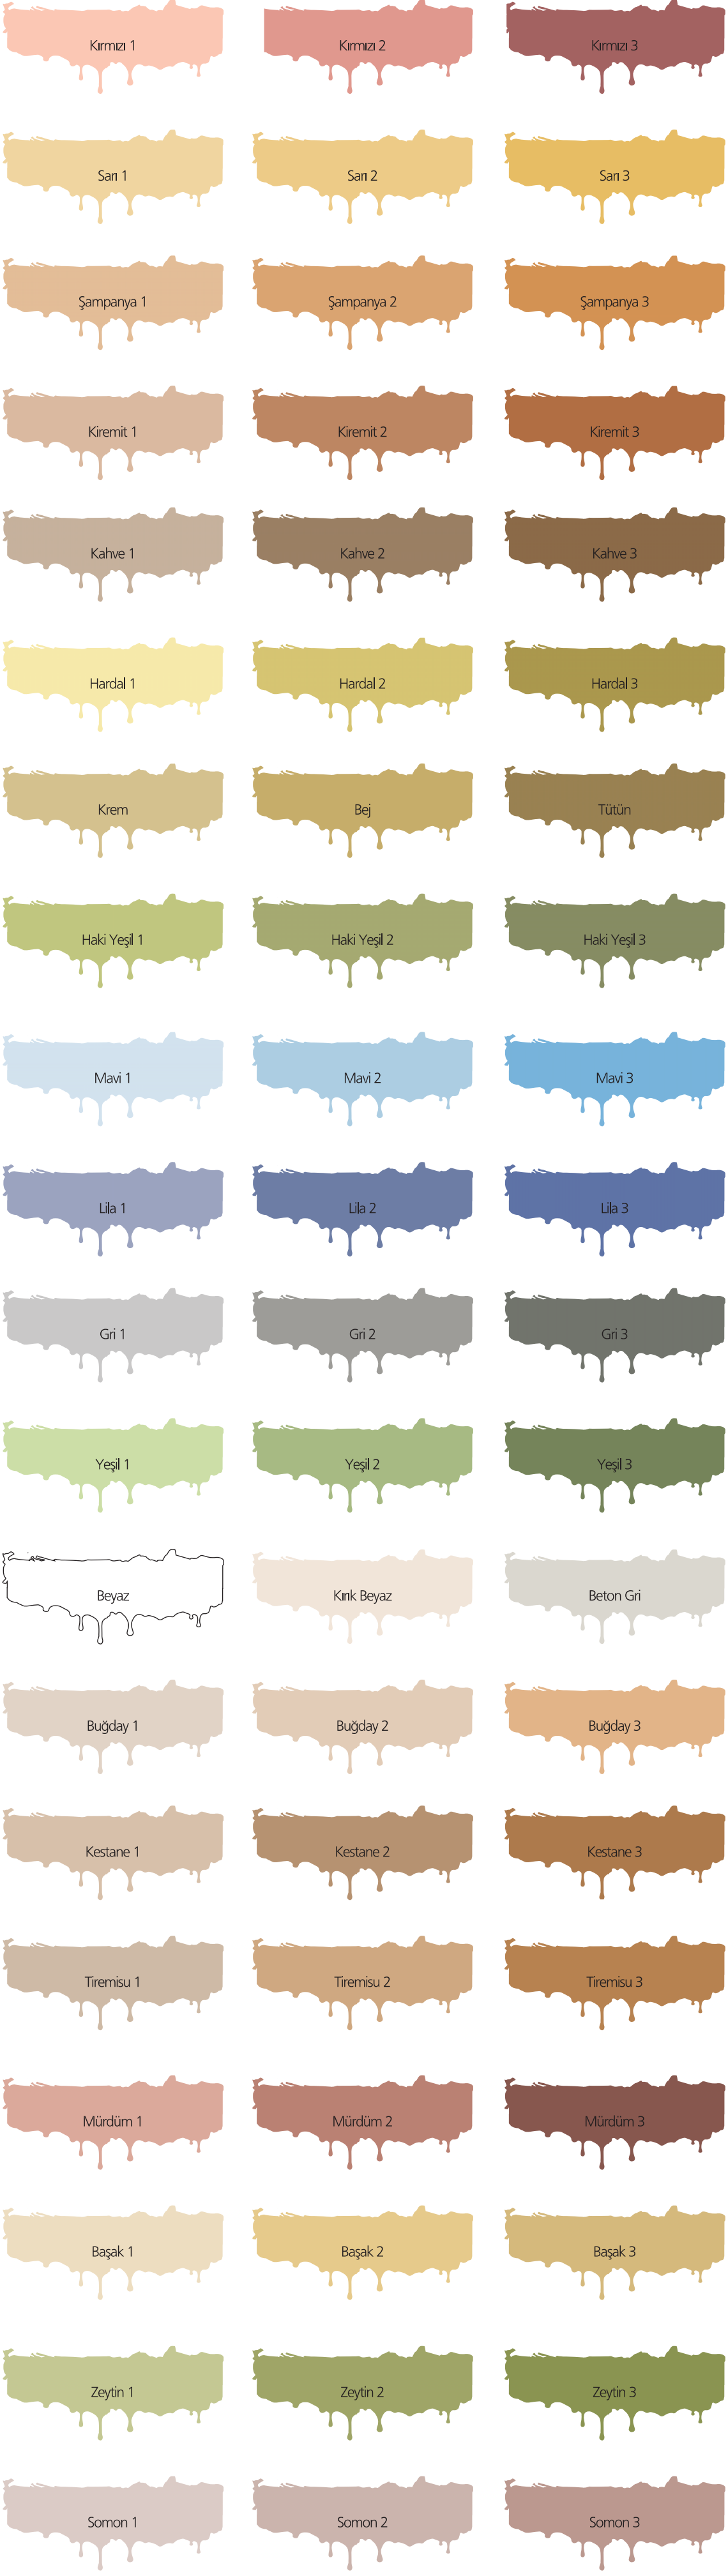 Kırmızı 1
Kırmızı 2
Kırmızı 3
Sarı 1
Sarı 2
Sarı 3
Şampanya 1
Şampanya 2
Şampanya 3
Kiremit 1
Kiremit 2
Kiremit 3
Kahve 1
Kahve 2
Kahve 3
Hardal 1
Hardal 2
Hardal 3
Krem
Bej
Tütün
Haki Yeşil 1
Haki Yeşil 2
Haki Yeşil 3
Mavi 1
Mavi 2
Mavi 3
Lila 1
Lila 2
Lila 3
Gri 1
Gri 2
Gri 3
Yeşil 1
Yeşil 2
Yeşil 3
Beyaz
Kırık Beyaz
Beton Gri
Buğday 1
Buğday 2
Buğday 3
Kestane 1
Kestane 2
Kestane 3
Tiremisu 1
Tiremisu 2
Tiremisu 3
Mürdüm 1
Mürdüm 2
Mürdüm 3
Başak 1
Başak 2
Başak 3
Zeytin 1
Zeytin 2
Zeytin 3
Somon 1
Somon 2
Somon 3